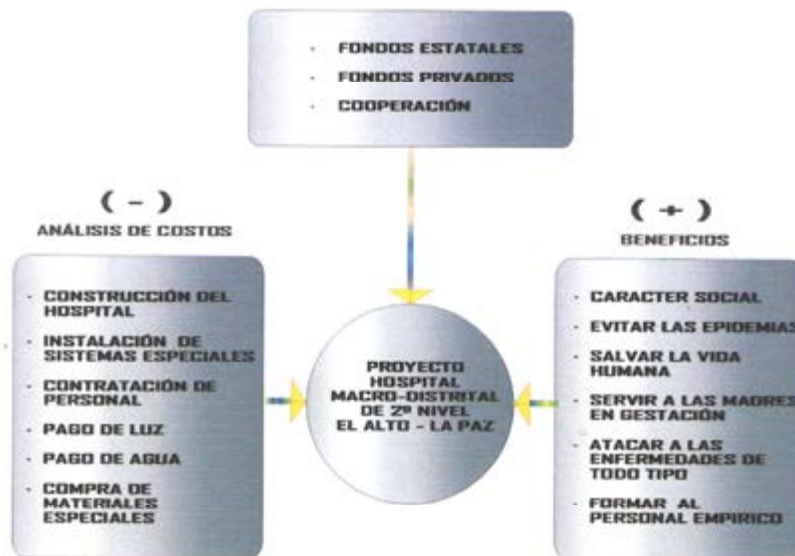 - FONDOS ESTATALES
- FONDOS PRIVADOS
- COOPERACIÓN
( - )
ANÁLISIS DE COSTOS
- CONSTRUCCIÓN DEL
HOSPITAL
- INSTALACIÓN DE
SISTEMAS ESPECIALES
- CONTRATACIÓN DE
PERSONAL
- PAGO DE LUZ
- PAGO DE AGUA
- COMPRA DE
MATERIALES
ESPECIALES
PROYECTO
HOSPITAL
MACRO-DISTRITAL
DE 2º NIVEL
EL ALTO - LA PAZ
( + )
BENEFICIOS
- CARACTER SOCIAL
- EVITAR LAS EPIDEMIAS
- SALVAR LA VIDA
HUMANA
- SERVIR A LAS MADRES
EN GESTACIÓN
- ATACAR A LAS
ENFERMEDADES DE
TODO TIPO
- FORMAR AL
PERSONAL EMPIRICO